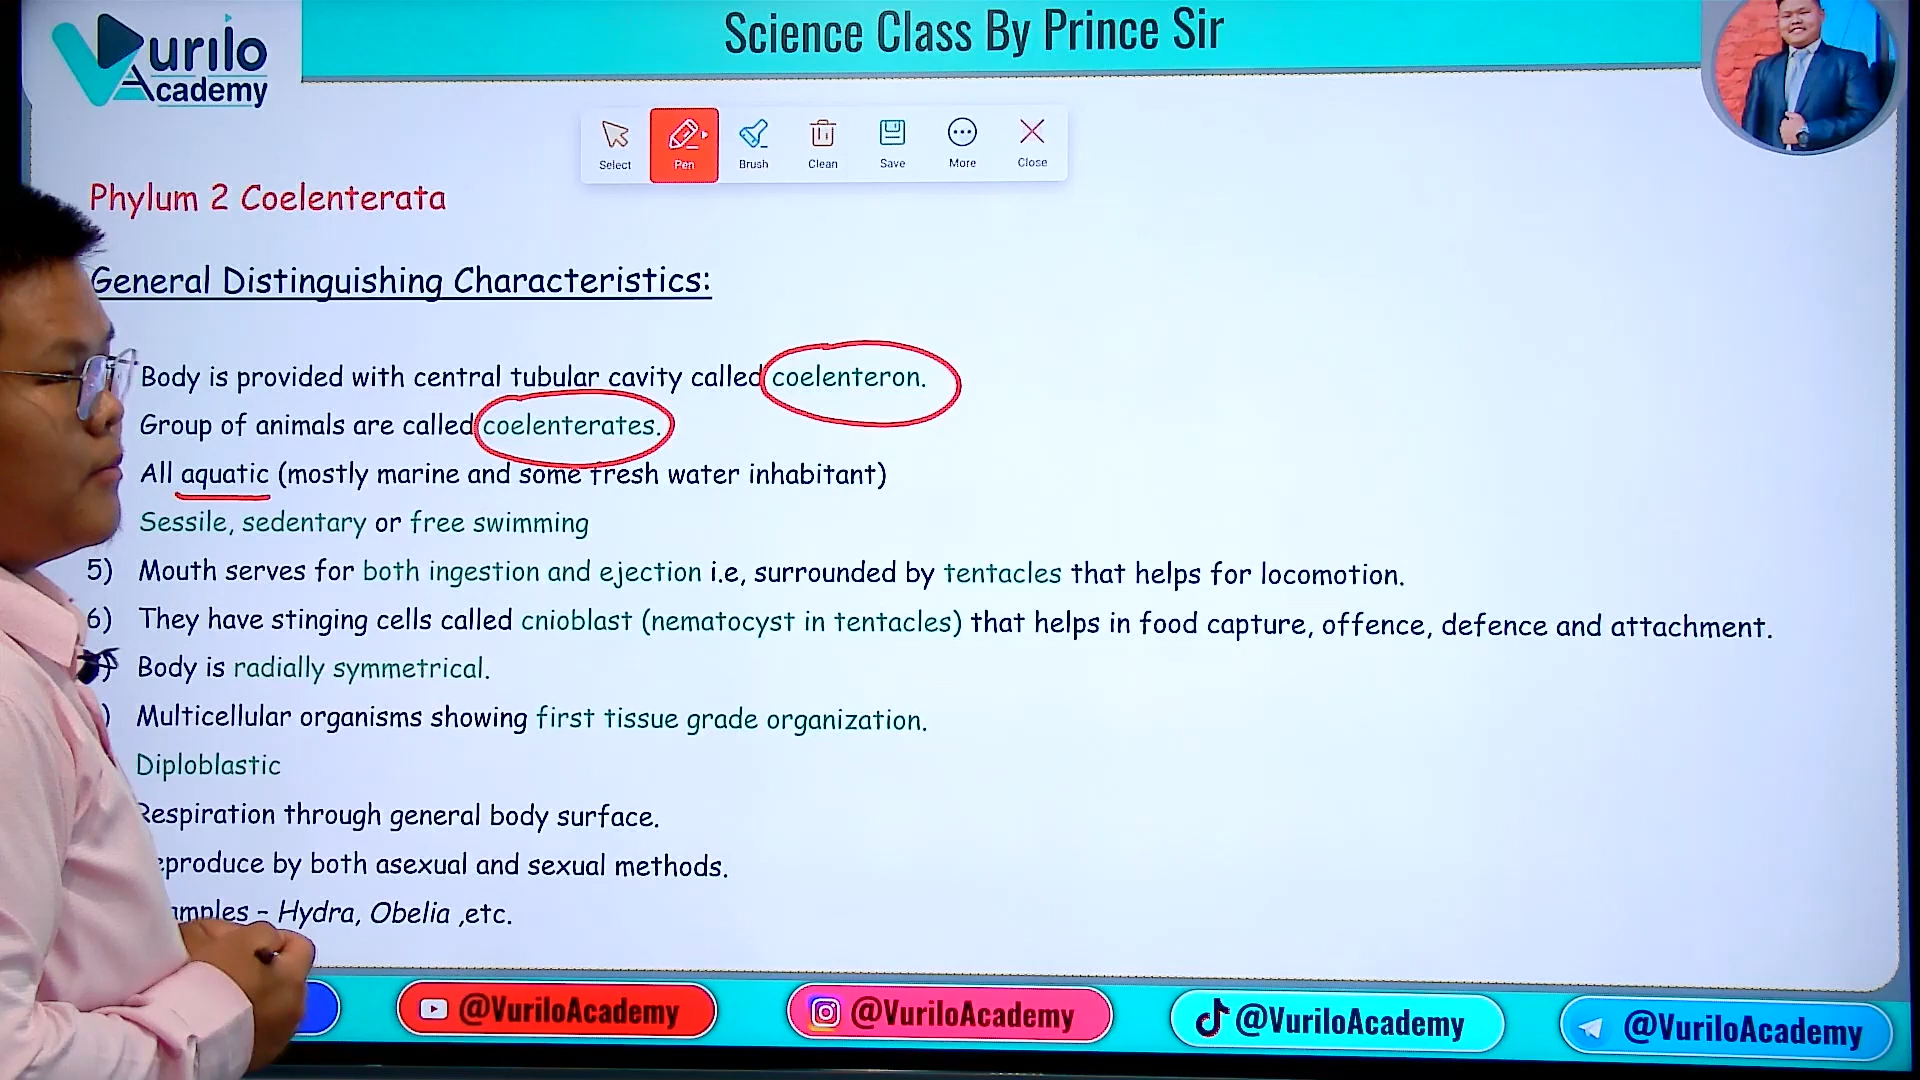 Vurilo
Academy
Science Class By Prince Sir
Select
Pen
Brush
Clean
Save
More
Close
Phylum 2 Coelenterata
General Distinguishing Characteristics:
Body is provided with central tubular cavity called coelenteron.
Group of animals are called coelenterates.
All aquatic (mostly marine and some fresh water inhabitant)
Sessile, sedentary or free swimming
5) Mouth serves for both ingestion and ejection i.e, surrounded by tentacles that helps for locomotion.
6) They have stinging cells called cnioblast (nematocyst in tentacles) that helps in food capture, offence, defence and attachment.
Body is radially symmetrical.
) Multicellular organisms showing first tissue grade organization.
Diploblastic
Respiration through general body surface.
eproduce by both asexual and sexual methods.
amples – Hydra, Obelia ,etc.
@VuriloAcademy
@VuriloAcademy
@VuriloAcademy
@VuriloAcademy